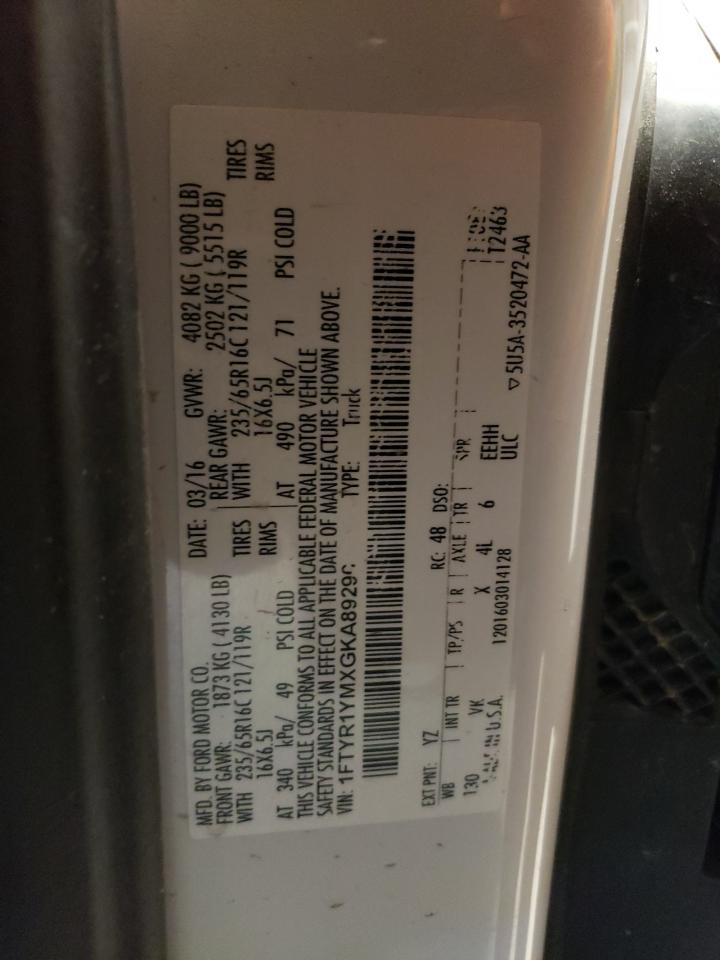 MFD. BY FORD MOTOR CO.
DATE: 03/16 GVWR: 4082 KG ( 9000 LB)
FRONT GAWR: 1873 KG ( 4130 LB)
REAR GAWR: 2502 KG ( 5515 LB)
WITH 235/65R16C 121/119R TIRES
WITH 235/65R16C 121/119R TIRES
16X6.5J RIMS
16X6.5J RIMS
AT 340 kPa/ 49 PSI COLD
AT 490 kPa/ 71 PSI COLD
THIS VEHICLE CONFORMS TO ALL APPLICABLE FEDERAL MOTOR VEHICLE
SAFETY STANDARDS IN EFFECT ON THE DATE OF MANUFACTURE SHOWN ABOVE.
VIN: TYPE: Truck
EXT PNT: YZ RC: 48 DSO:
WB INT TR TP/PS R AXLE TR SPR
130 VK X 4L 6 EEHH T2463
IN U.S.A. 1201603014128 ULC
▽5U5A-3520472-AA